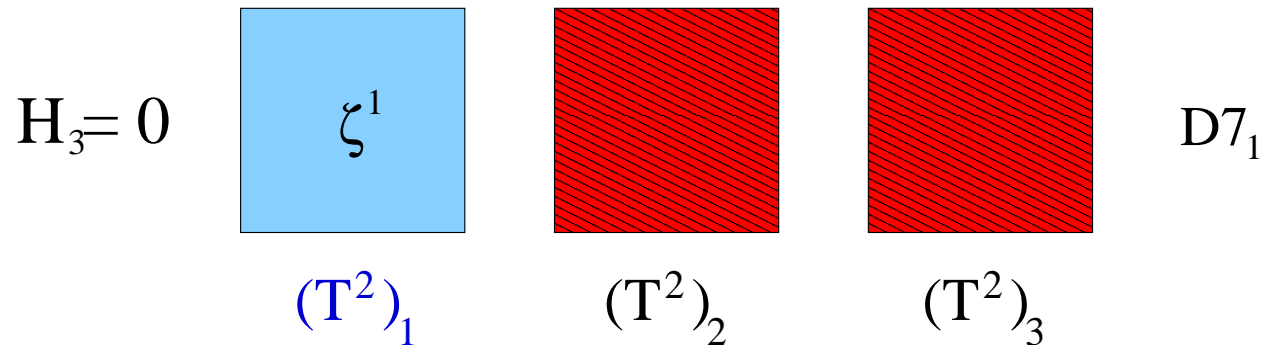 H₃= 0 ζ¹ D7₁
(T²)₁ (T²)₂ (T²)₃